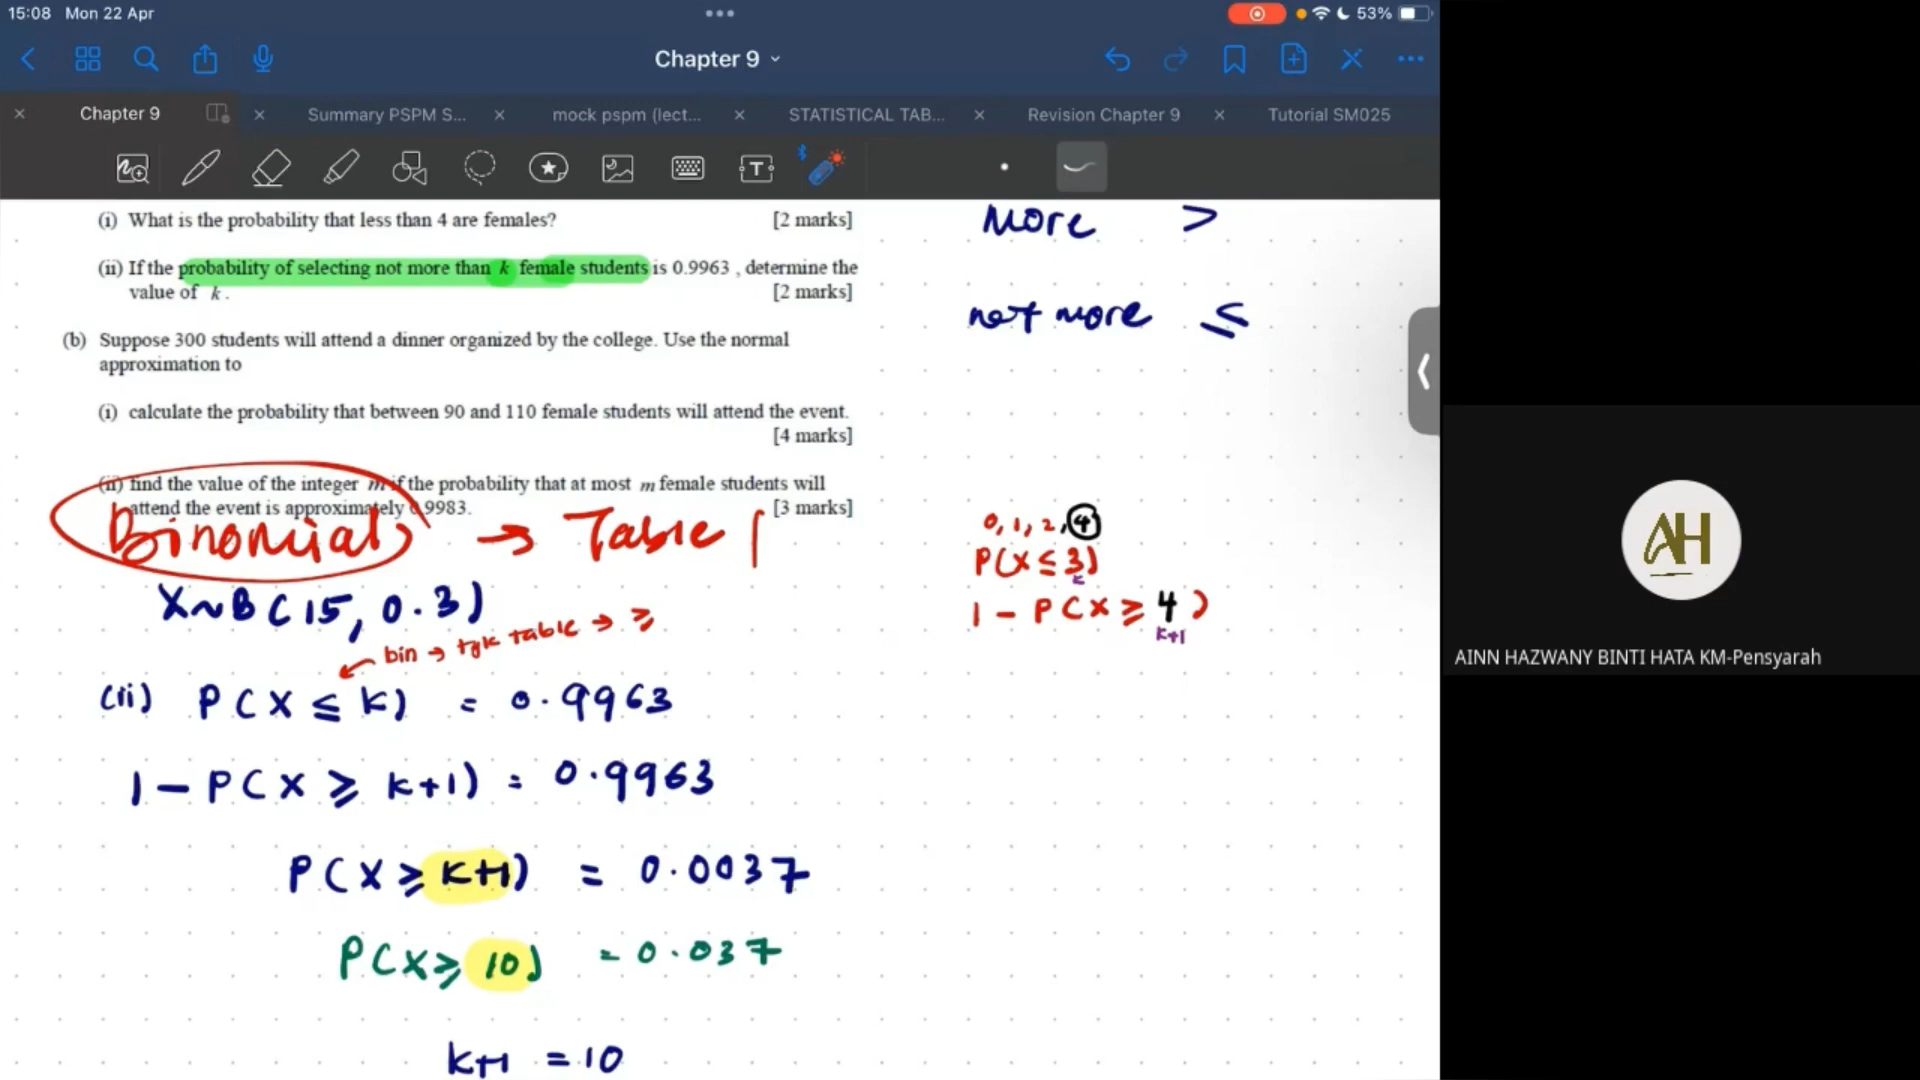 15:08 Mon 22 Apr
53%
Chapter 9
Chapter 9
Summary PSPM S...
mock pspm (lect...
STATISTICAL TAB...
Revision Chapter 9
Tutorial SM025
(i) What is the probability that less than 4 are females? [2 marks]
(ii) If the probability of selecting not more than k female students is 0.9963 , determine the
value of k . [2 marks]
(b) Suppose 300 students will attend a dinner organized by the college. Use the normal
approximation to
(i) calculate the probability that between 90 and 110 female students will attend the event.
[4 marks]
(ii) find the value of the integer m if the probability that at most m female students will
attend the event is approximately 0.9983. [3 marks]
Binomial → Table
X~B(15, 0.3)
bin → tgk table → ≥
(ii) P(X ≤ k) = 0.9963
1 - P(X ≥ k+1) = 0.9963
P(X ≥ k+1) = 0.0037
P(X ≥ 10) = 0.037
k+1 = 10
More >
not more ≤
0, 1, 2, 4
P(X ≤ 3)
k
1 - P(X ≥ 4)
k+1
AH
AINN HAZWANY BINTI HATA KM-Pensyarah